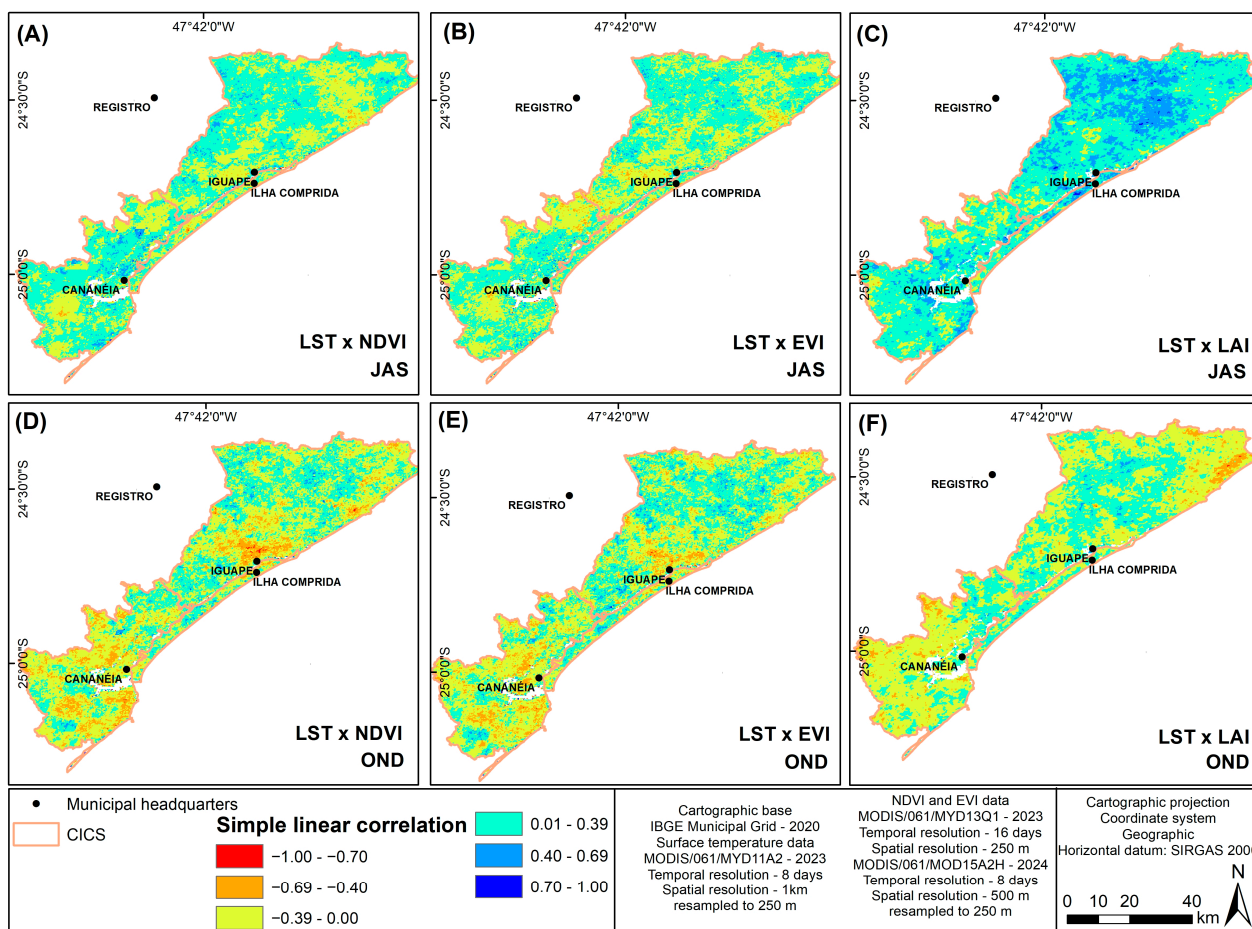 (A)
47°42'0"W
24°30'0"S
25°0'0"S
REGISTRO
IGUAPE
ILHA COMPRIDA
CANANÉIA
LST x NDVI
JAS
(B)
47°42'0"W
24°30'0"S
25°0'0"S
REGISTRO
IGUAPE
ILHA COMPRIDA
CANANÉIA
LST x EVI
JAS
(C)
47°42'0"W
24°30'0"S
25°0'0"S
REGISTRO
IGUAPE
ILHA COMPRIDA
CANANÉIA
LST x LAI
JAS
(D)
47°42'0"W
24°30'0"S
25°0'0"S
REGISTRO
IGUAPE
ILHA COMPRIDA
CANANÉIA
LST x NDVI
OND
(E)
47°42'0"W
24°30'0"S
25°0'0"S
REGISTRO
IGUAPE
ILHA COMPRIDA
CANANÉIA
LST x EVI
OND
(F)
47°42'0"W
24°30'0"S
25°0'0"S
REGISTRO
IGUAPE
ILHA COMPRIDA
CANANÉIA
LST x LAI
OND
Municipal headquarters
CICS
Simple linear correlation
−1.00 - −0.70
−0.69 - −0.40
−0.39 - 0.00
0.01 - 0.39
0.40 - 0.69
0.70 - 1.00
Cartographic base
IBGE Municipal Grid - 2020
Surface temperature data
MODIS/061/MYD11A2 - 2023
Temporal resolution - 8 days
Spatial resolution - 1km
resampled to 250 m
NDVI and EVI data
MODIS/061/MYD13Q1 - 2023
Temporal resolution - 16 days
Spatial resolution - 250 m
MODIS/061/MOD15A2H - 2024
Temporal resolution - 8 days
Spatial resolution - 500 m
resampled to 250 m
Cartographic projection
Coordinate system
Geographic
Horizontal datum: SIRGAS 2000
N
0 10 20 40
km